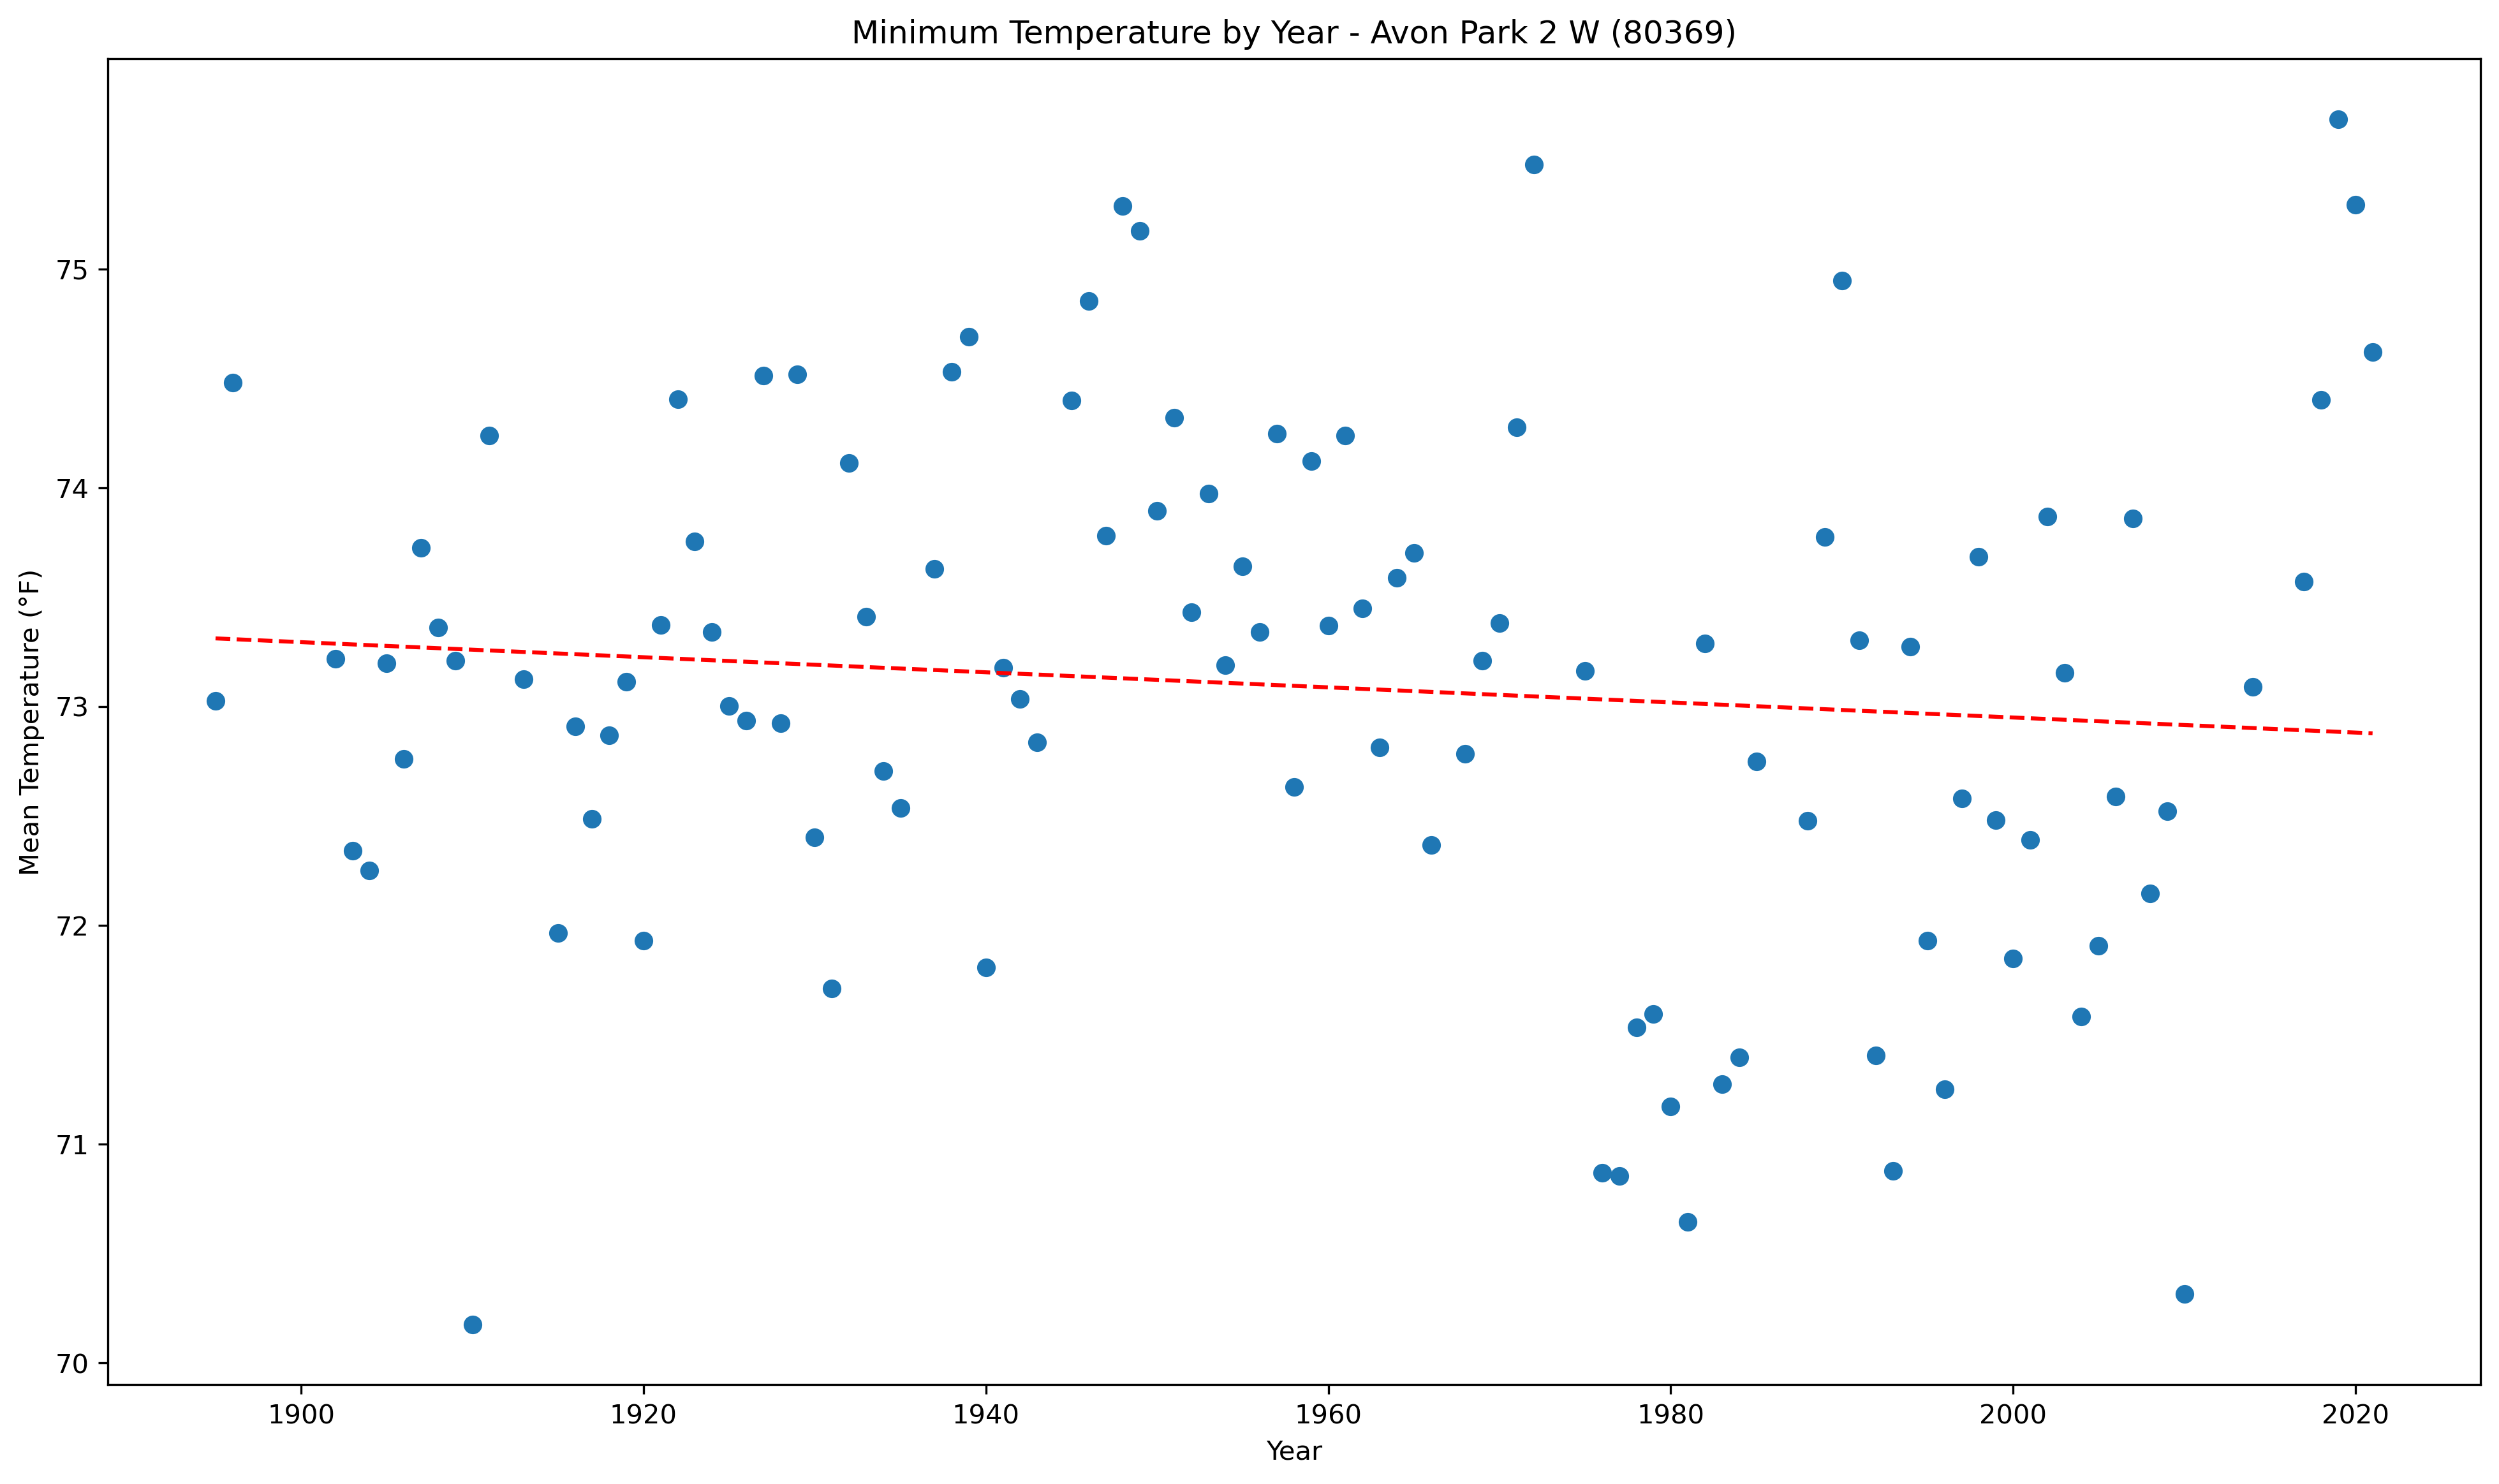 Minimum Temperature by Year - Avon Park 2 W (80369)
Mean Temperature (°F)
75
74
73
72
71
70
1900 1920 1940 1960 1980 2000 2020
Year